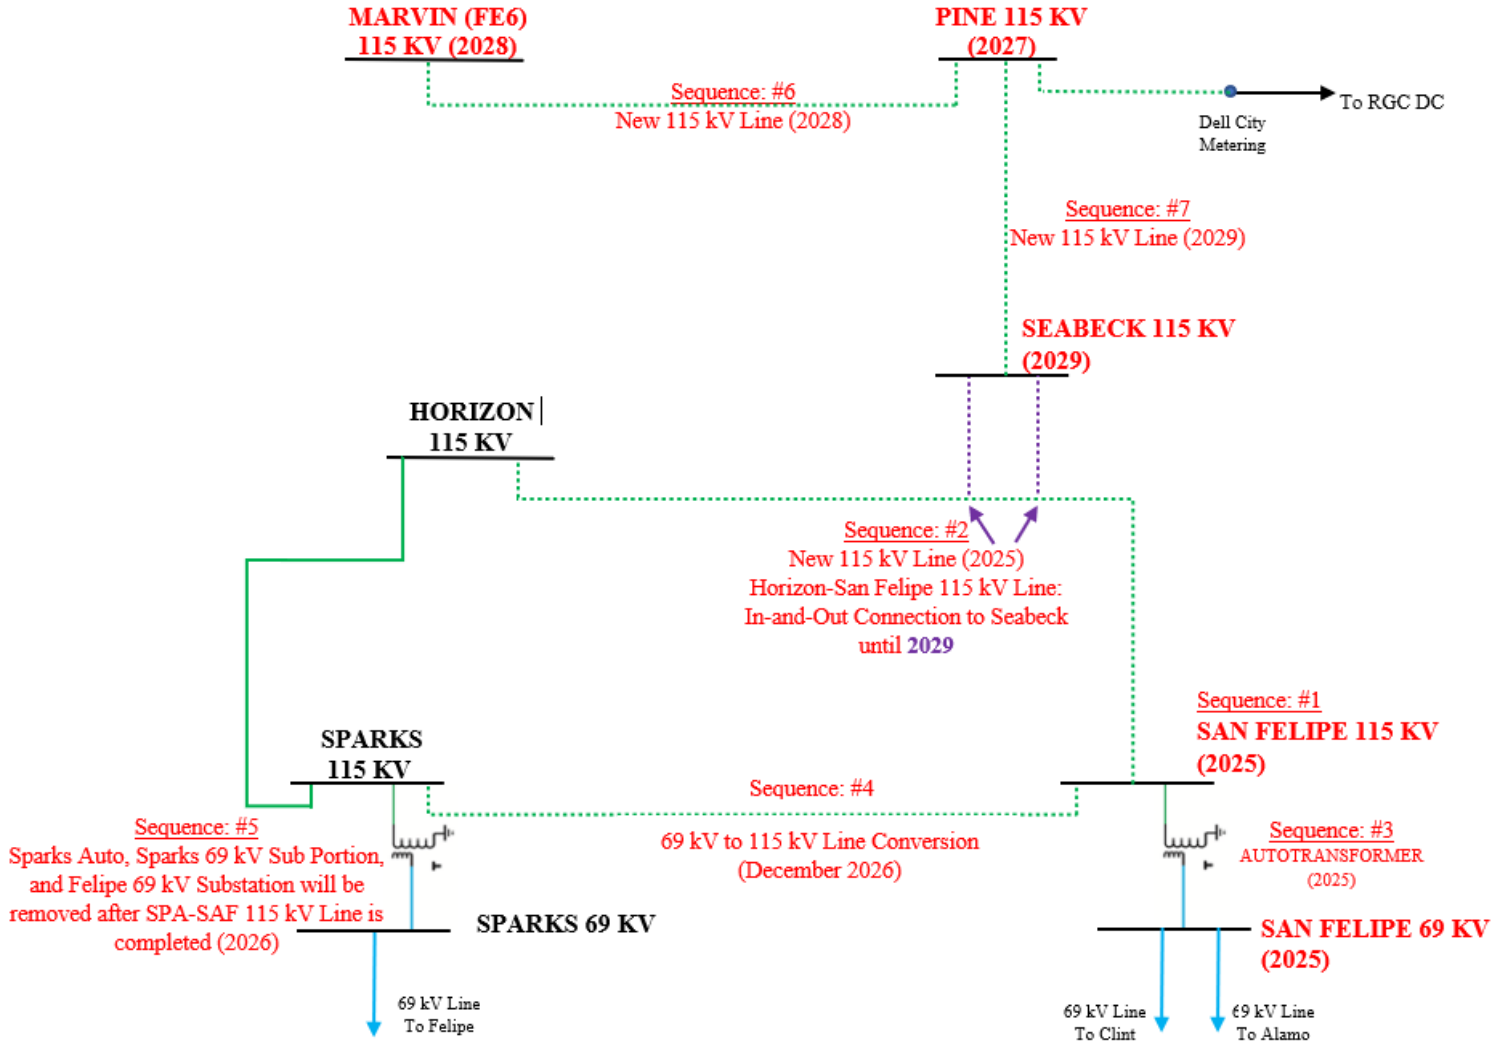 MARVIN (FE6)
115 KV (2028)
PINE 115 KV
(2027)
Sequence: #6
New 115 kV Line (2028)
To RGC DC
Dell City
Metering
Sequence: #7
New 115 kV Line (2029)
SEABECK 115 KV
(2029)
HORIZON
115 KV
Sequence: #2
New 115 kV Line (2025)
Horizon-San Felipe 115 kV Line:
In-and-Out Connection to Seabeck
until 2029
Sequence: #1
SAN FELIPE 115 KV
(2025)
SPARKS
115 KV
Sequence: #4
69 kV to 115 kV Line Conversion
(December 2026)
Sequence: #5
Sparks Auto, Sparks 69 kV Sub Portion,
and Felipe 69 kV Substation will be
removed after SPA-SAF 115 kV Line is
completed (2026)
Sequence: #3
AUTOTRANSFORMER
(2025)
SPARKS 69 KV
SAN FELIPE 69 KV
(2025)
69 kV Line
To Felipe
69 kV Line
To Clint
69 kV Line
To Alamo